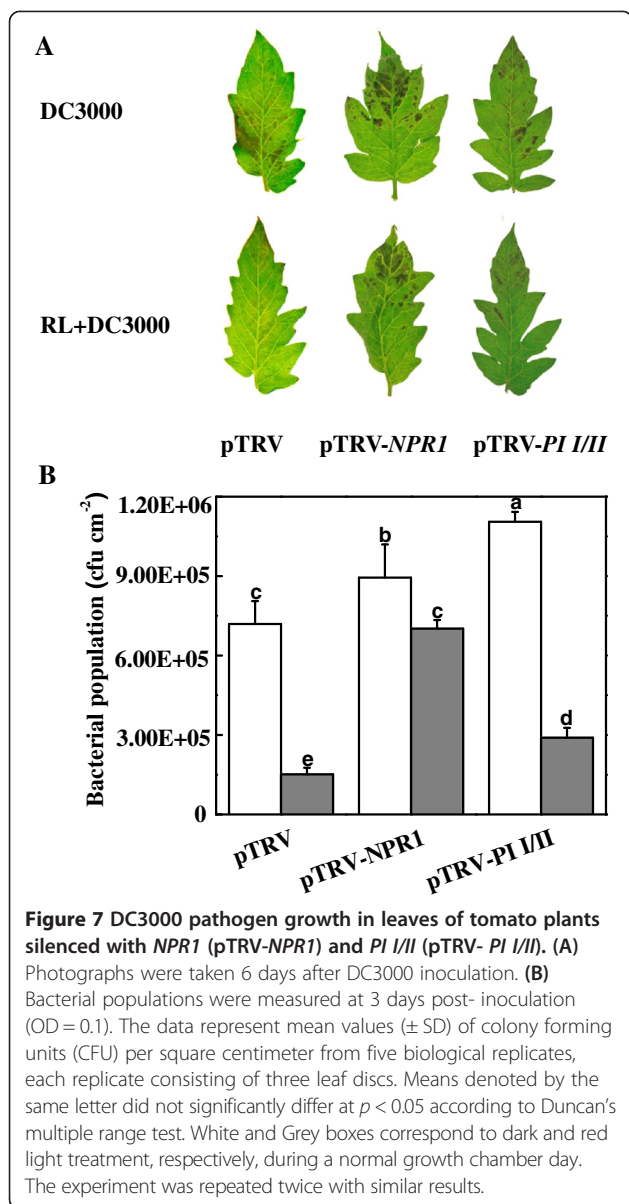 A
DC3000
RL+DC3000
pTRV pTRV-NPR1 pTRV-PI I/II
B
Bacterial population (cfu cm⁻²)
1.20E+06
9.00E+05
6.00E+05
3.00E+05
0
c
e
b
c
a
d
pTRV
pTRV-NPR1
pTRV-PI I/II
Figure 7 DC3000 pathogen growth in leaves of tomato plants
silenced with NPR1 (pTRV-NPR1) and PI I/II (pTRV- PI I/II). (A)
Photographs were taken 6 days after DC3000 inoculation. (B)
Bacterial populations were measured at 3 days post- inoculation
(OD = 0.1). The data represent mean values (± SD) of colony forming
units (CFU) per square centimeter from five biological replicates,
each replicate consisting of three leaf discs. Means denoted by the
same letter did not significantly differ at p < 0.05 according to Duncan's
multiple range test. White and Grey boxes correspond to dark and red
light treatment, respectively, during a normal growth chamber day.
The experiment was repeated twice with similar results.